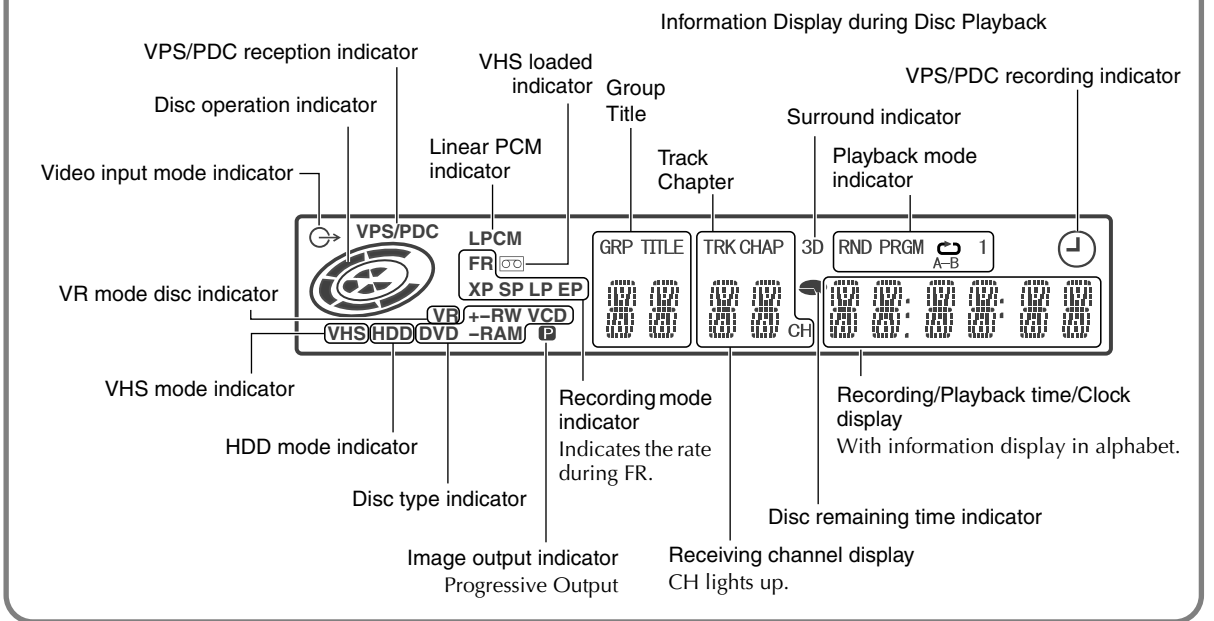 Information Display during Disc Playback
VPS/PDC reception indicator
VHS loaded
indicator
VPS/PDC recording indicator
Disc operation indicator
Group
Title
Surround indicator
Linear PCM
indicator
Track
Chapter
Playback mode
indicator
Video input mode indicator
VPS/PDC
LPCM
GRP TITLE
TRK CHAP
3D
RND PRGM 1
A–B
FR
XP SP LP EP
VR mode disc indicator
VR
+–RW VCD
VHS HDD DVD –RAM P
CH
VHS mode indicator
Recording mode
indicator
Indicates the rate
during FR.
Recording/Playback time/Clock
display
With information display in alphabet.
HDD mode indicator
Disc type indicator
Disc remaining time indicator
Image output indicator
Progressive Output
Receiving channel display
CH lights up.